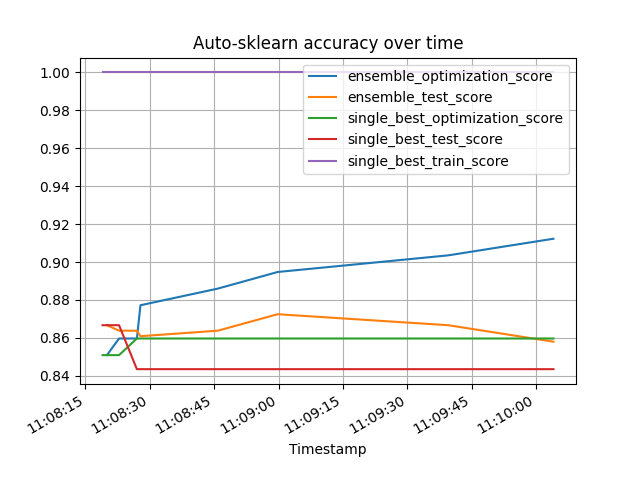 Auto-sklearn accuracy over time
1.00
0.98
0.96
0.94
0.92
0.90
0.88
0.86
0.84
ensemble_optimization_score
ensemble_test_score
single_best_optimization_score
single_best_test_score
single_best_train_score
11:08:15
11:08:30
11:08:45
11:09:00
11:09:15
11:09:30
11:09:45
11:10:00
Timestamp